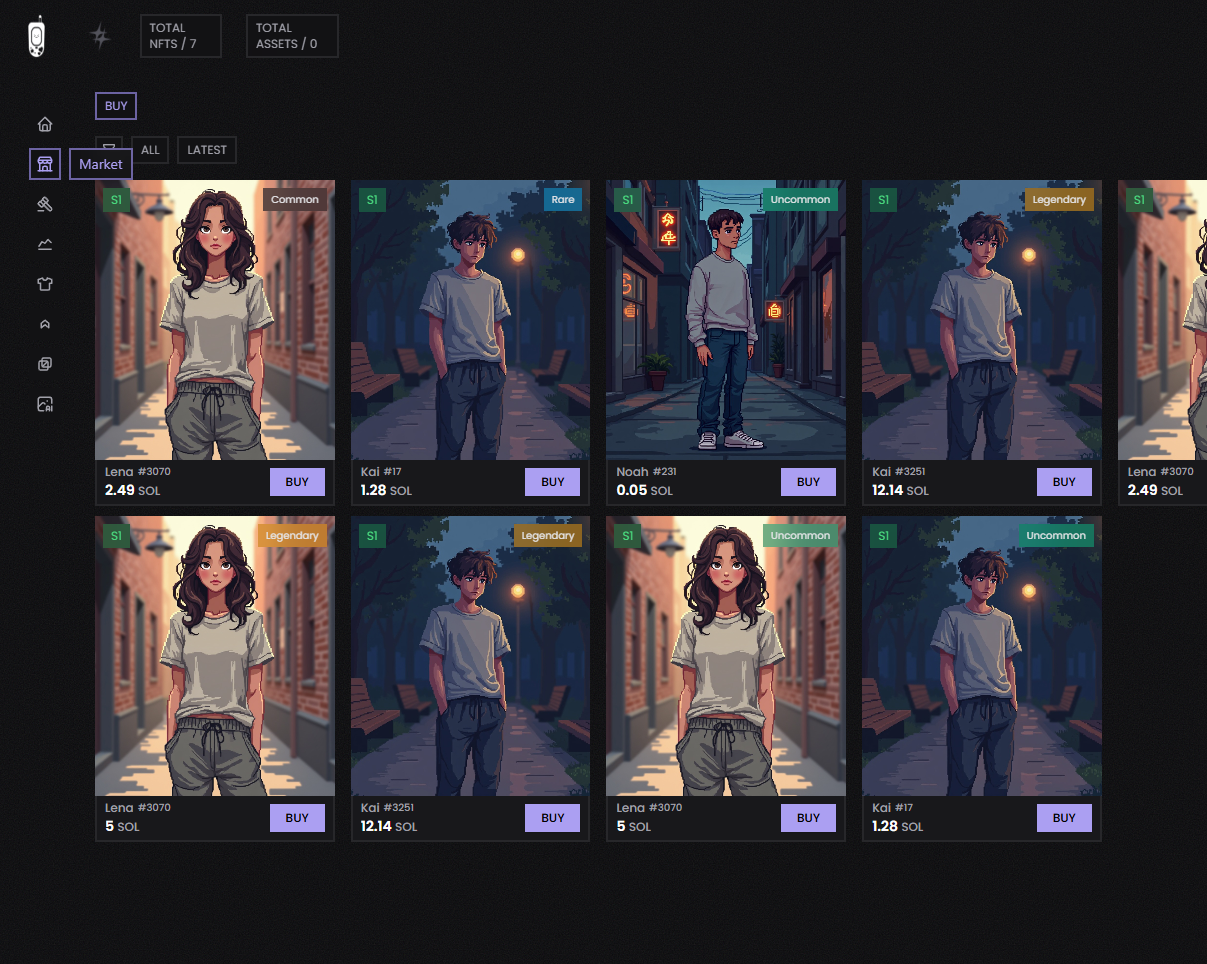 TOTAL
NFTS / 7
TOTAL
ASSETS / 0
BUY
ALL
LATEST
Market
S1
Common
S1
Rare
S1
Uncommon
S1
Legendary
S1
Lena #3070
2.49 SOL
BUY
Kai #17
1.28 SOL
BUY
Noah #231
0.05 SOL
BUY
Kai #3251
12.14 SOL
BUY
Lena #3070
2.49 SOL
S1
Legendary
S1
Legendary
S1
Uncommon
S1
Uncommon
Lena #3070
5 SOL
BUY
Kai #3251
12.14 SOL
BUY
Lena #3070
5 SOL
BUY
Kai #17
1.28 SOL
BUY